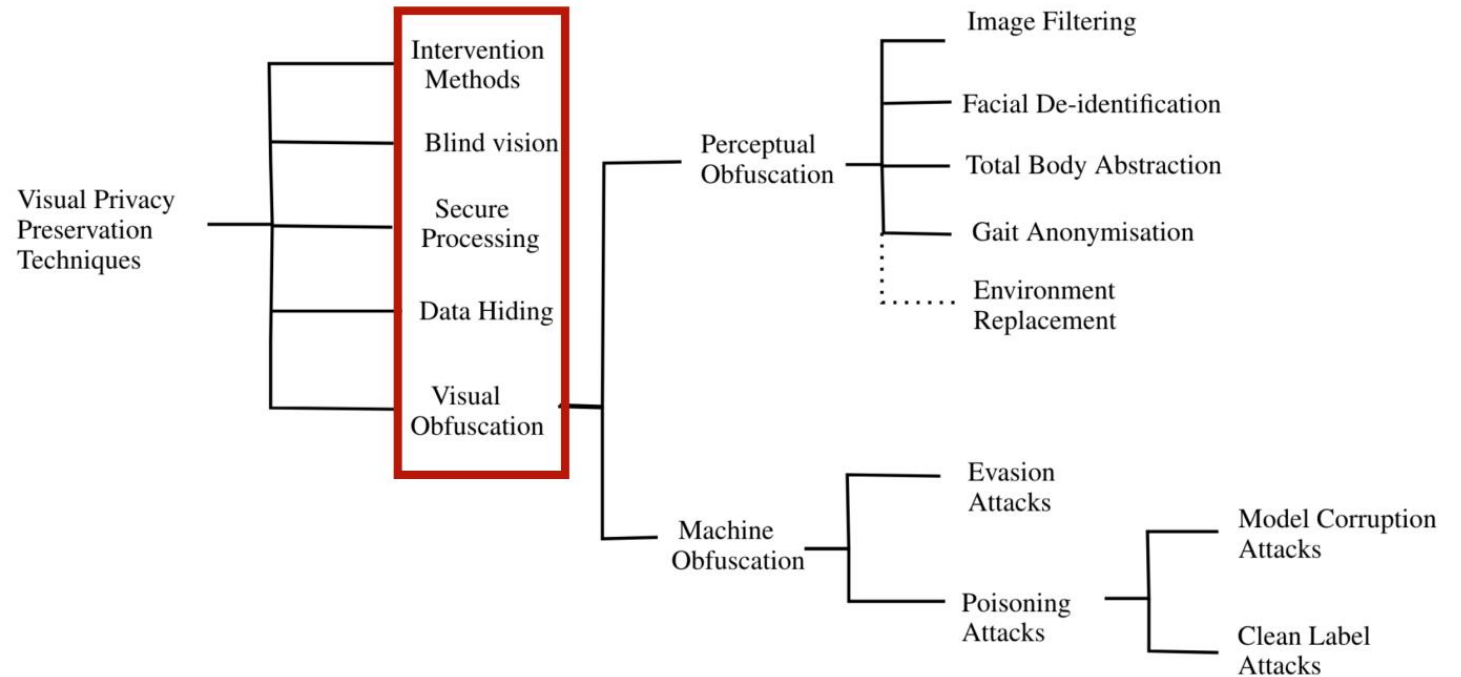 Visual Privacy
Preservation
Techniques
Intervention
Methods
Blind vision
Secure
Processing
Data Hiding
Visual
Obfuscation
Perceptual
Obfuscation
Image Filtering
Facial De-identification
Total Body Abstraction
Gait Anonymisation
Environment
Replacement
Machine
Obfuscation
Evasion
Attacks
Poisoning
Attacks
Model Corruption
Attacks
Clean Label
Attacks